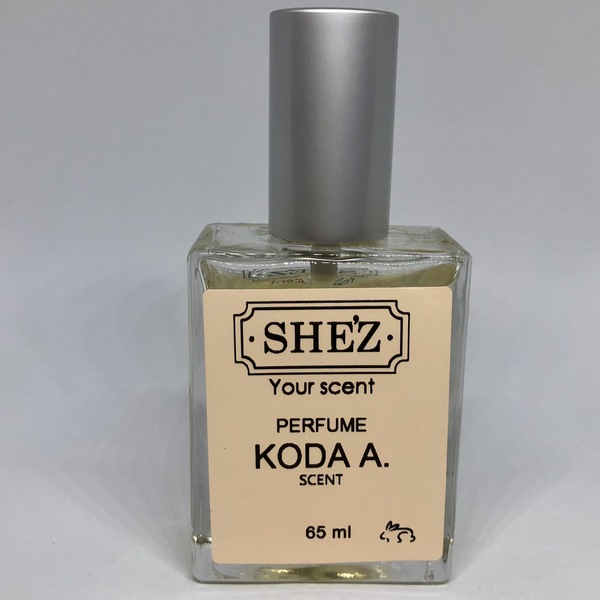 ·SHE'Z·
Your scent
PERFUME
KODA A.
SCENT
65 ml